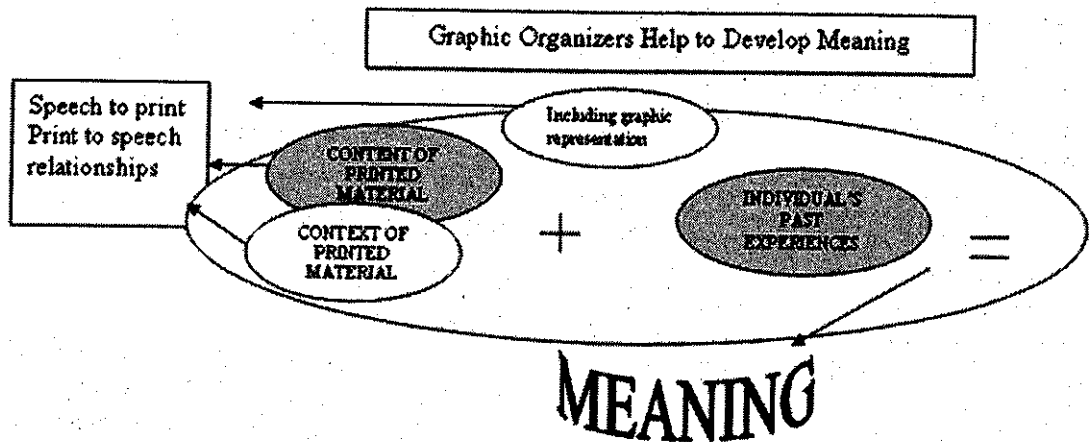 Graphic Organizers Help to Develop Meaning
Speech to print
Print to speech
relationships
Including graphic
representation
CONTENT OF
PRINTED
MATERIAL
CONTEXT OF
PRINTED
MATERIAL
+
INDIVIDUAL'S
PAST
EXPERIENCES
=
MEANING